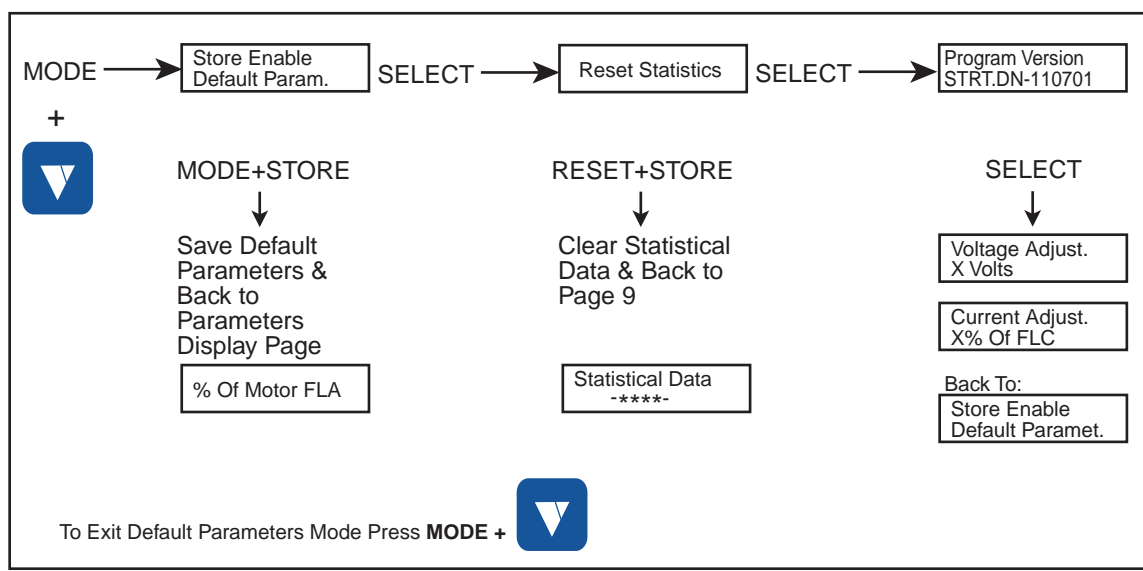 MODE
+
Store Enable
Default Param.
SELECT
Reset Statistics
SELECT
Program Version
STRT.DN-110701
MODE+STORE
Save Default
Parameters &
Back to
Parameters
Display Page
% Of Motor FLA
RESET+STORE
Clear Statistical
Data & Back to
Page 9
Statistical Data
-****-
SELECT
Voltage Adjust.
X Volts
Current Adjust.
X% Of FLC
Back To:
Store Enable
Default Paramet.
To Exit Default Parameters Mode Press MODE +